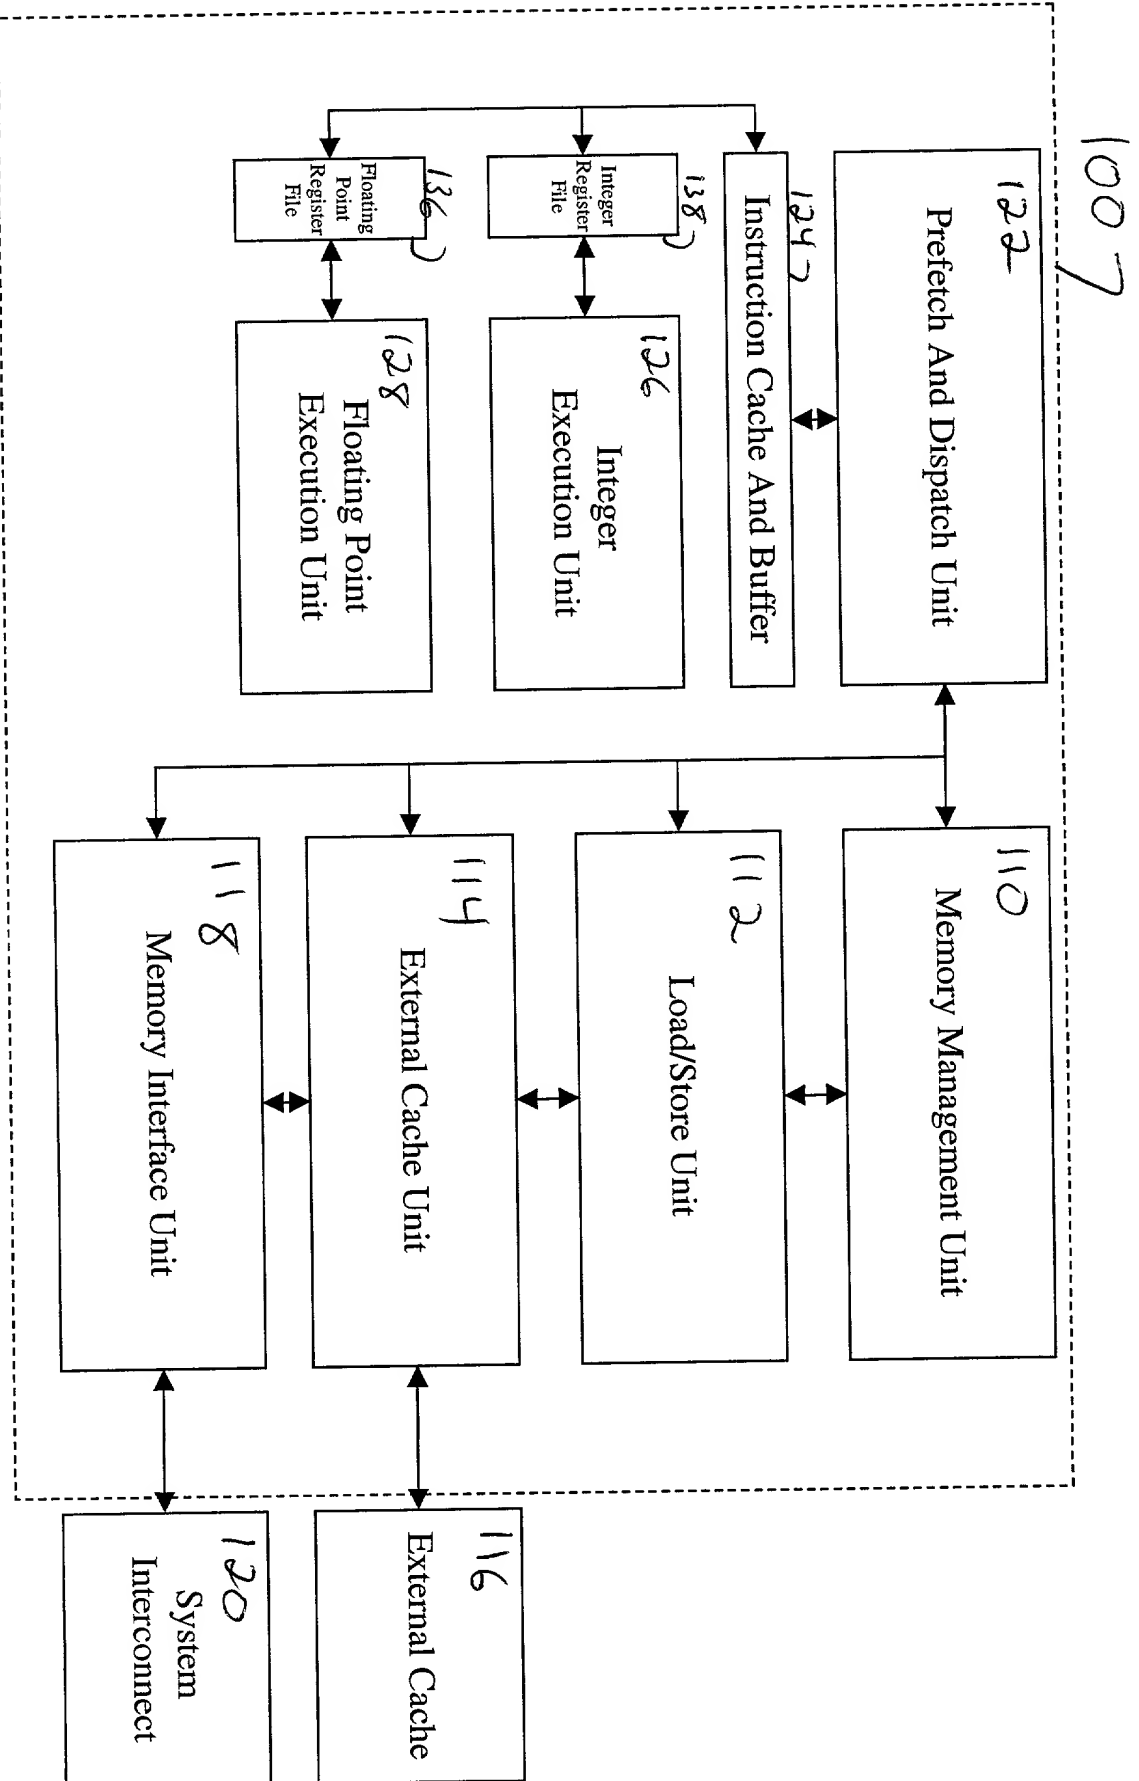 100
122
Prefetch And Dispatch Unit
124
Instruction Cache And Buffer
138
Integer
Register
File
126
Integer
Execution Unit
136
Floating
Point
Register
File
128
Floating Point
Execution Unit
110
Memory Management Unit
112
Load/Store Unit
114
External Cache Unit
118
Memory Interface Unit
116
External Cache
120
System
Interconnect